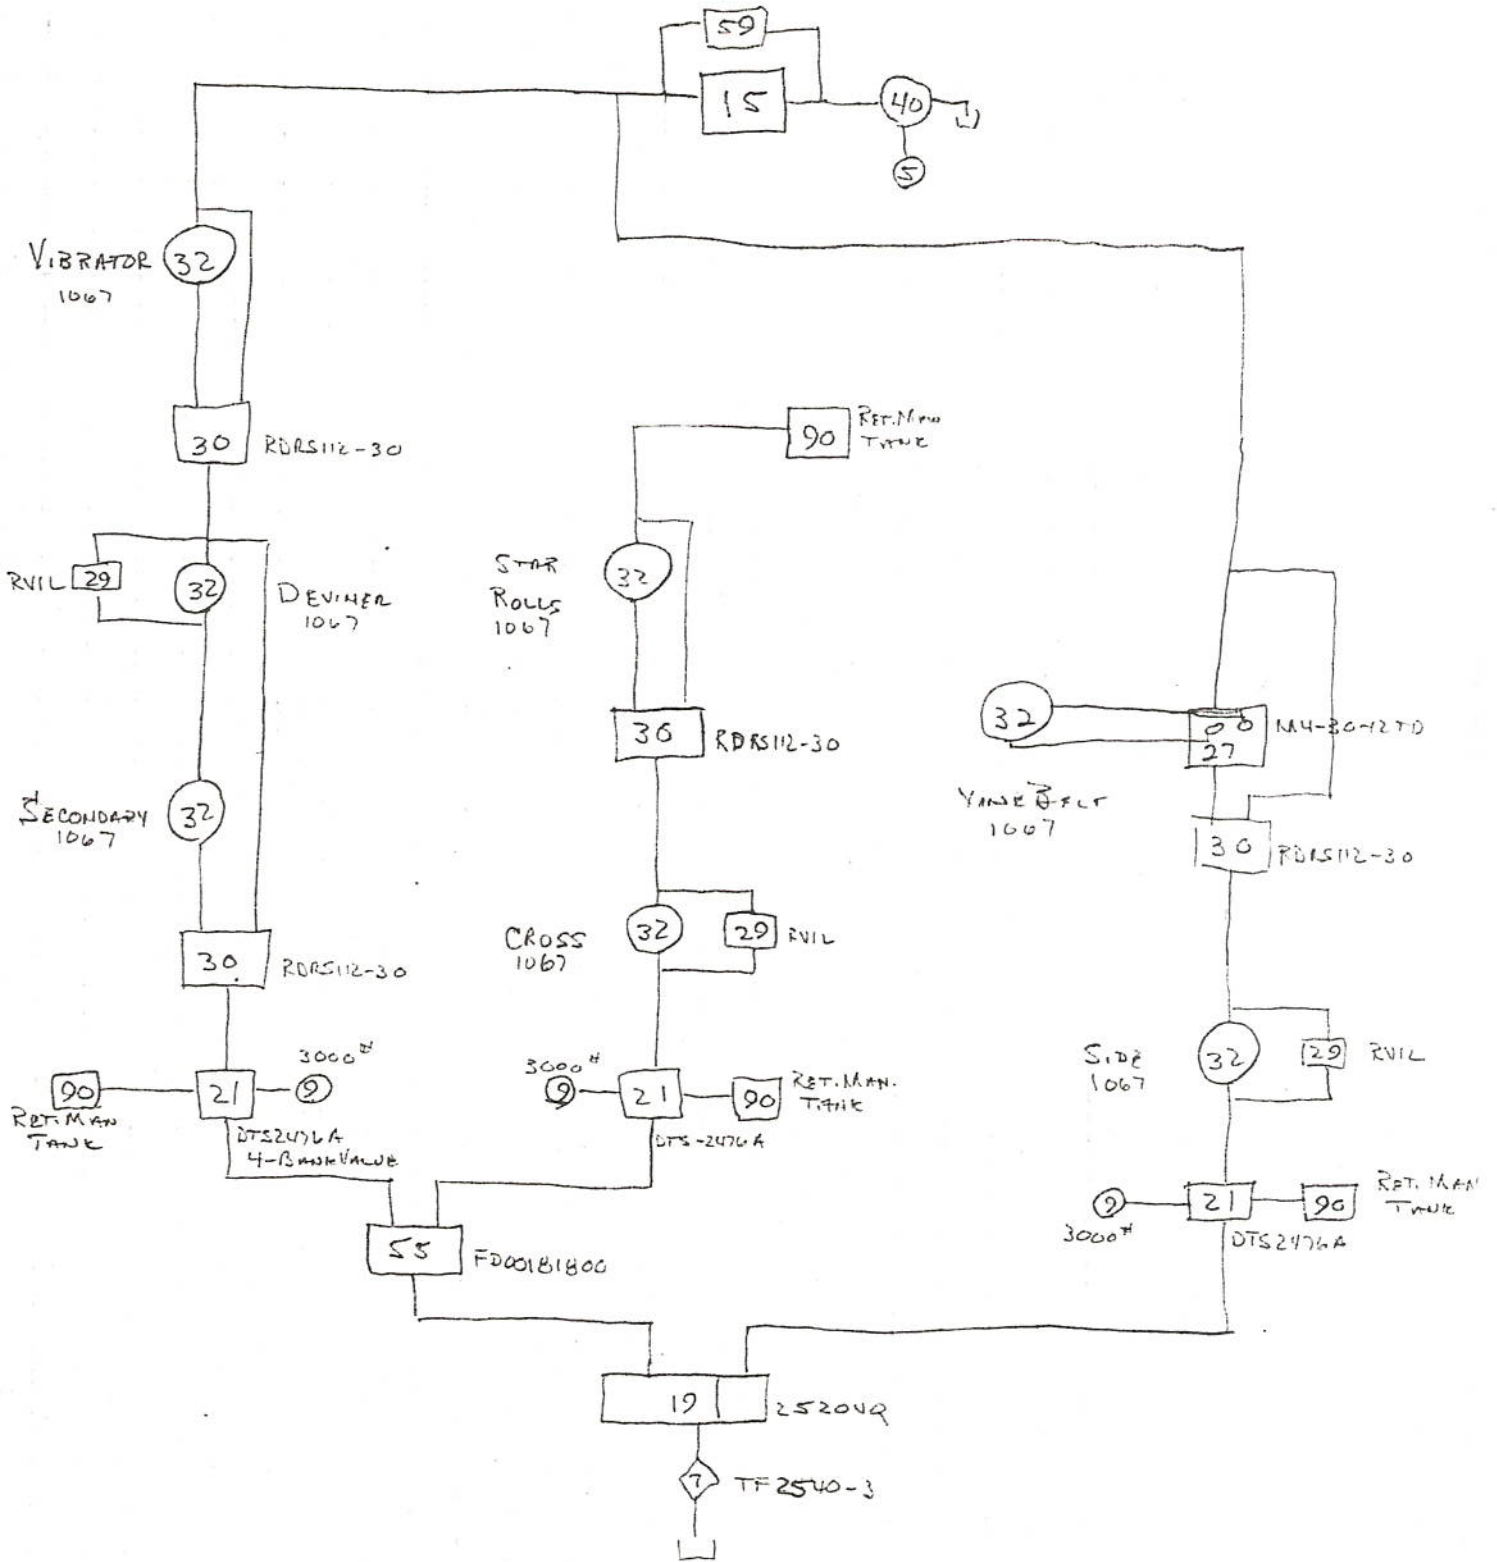 59
15
40
5
VIBRATOR
1067
32
30
RDRS112-30
90
RET. MAN
TANK
RVIL
29
32
DEVINER
1067
STAR
ROLLS
1067
32
32
27
M4-30-12TD
SECONDARY
1067
32
30
RDRS112-30
1067
30
RDRS112-30
CROSS
1067
32
29
RVIL
30
RDRS112-30
SIDE
1067
32
29
RVIL
90
RET. MAN
TANK
21
3000#
9
DTS2476A
4-BANK VALVE
3000#
9
21
90
RET. MAN.
TANK
DTS-2476A
9
3000#
21
90
RET. MAN
TANK
DTS2476A
55
FD00181800
19
2520VQ
7
TF2540-3